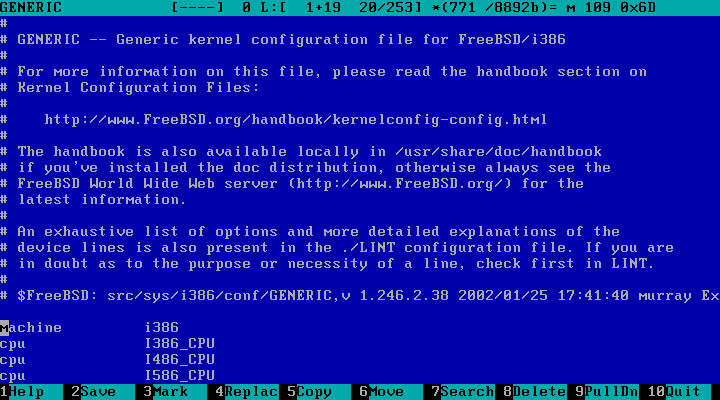 GENERIC            [----]  0 L:[  1+19  20/253] *(771 /8892b)= м 109 0x6D
#
# GENERIC -- Generic kernel configuration file for FreeBSD/i386
#
# For more information on this file, please read the handbook section on
# Kernel Configuration Files:
#
#    http://www.FreeBSD.org/handbook/kernelconfig-config.html
#
# The handbook is also available locally in /usr/share/doc/handbook
# if you've installed the doc distribution, otherwise always see the
# FreeBSD World Wide Web server (http://www.FreeBSD.org/) for the
# latest information.
#
# An exhaustive list of options and more detailed explanations of the
# device lines is also present in the ./LINT configuration file. If you are
# in doubt as to the purpose or necessity of a line, check first in LINT.
#
# $FreeBSD: src/sys/i386/conf/GENERIC,v 1.246.2.38 2002/01/25 17:41:40 murray Ex
machine         i386
cpu             I386_CPU
cpu             I486_CPU
cpu             I586_CPU
1Help 2Save 3Mark 4Replac 5Copy 6Move 7Search 8Delete 9PullDn 10Quit